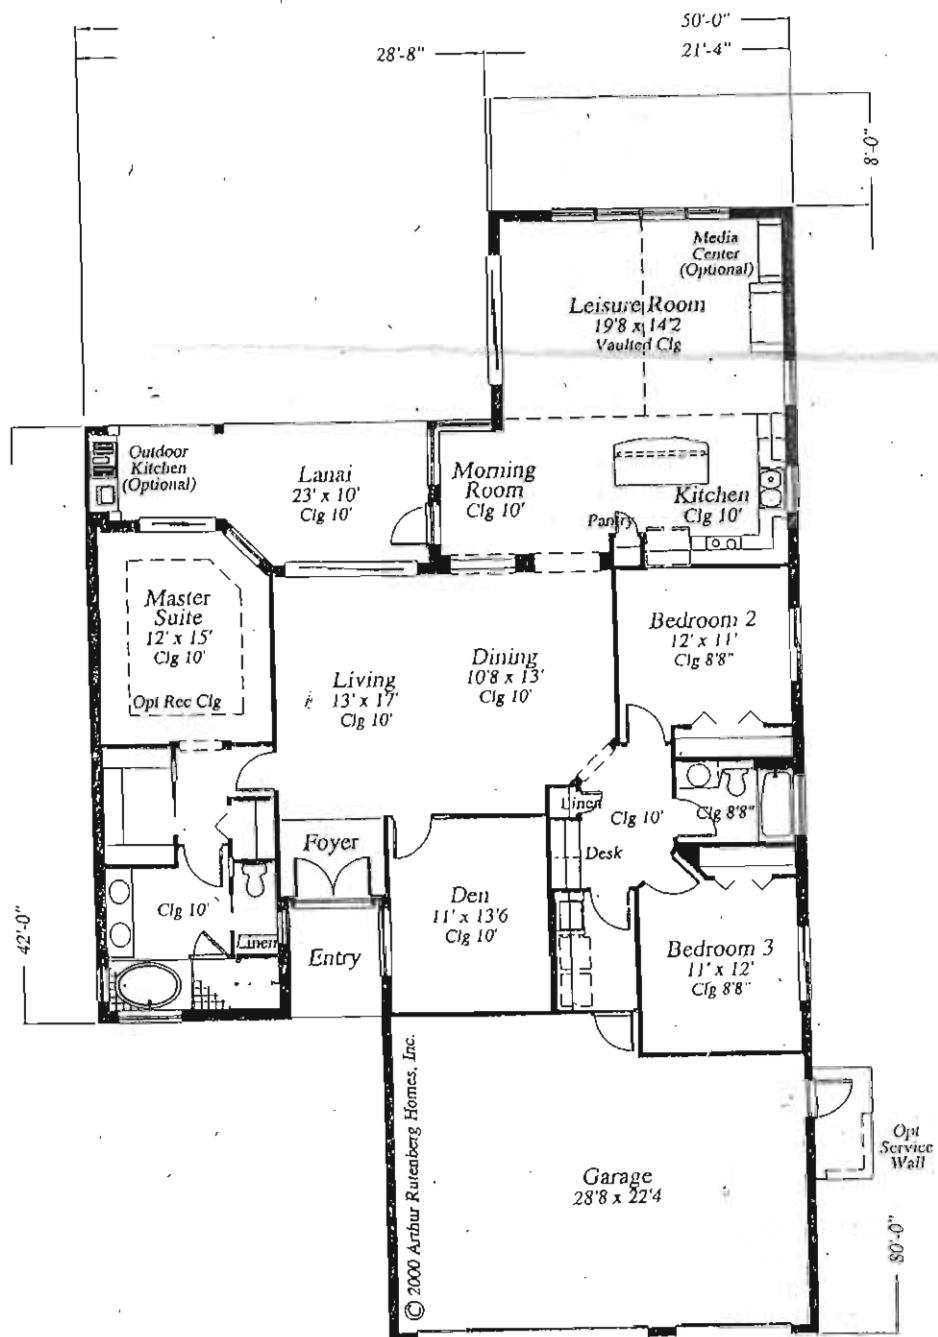 50'-0"
28'-8"
21'-4"
8'-0"
Media
Center
(Optional)
Leisure Room
19'8 x 14'2
Vaulted Clg
Outdoor
Kitchen
(Optional)
Lanai
23' x 10'
Clg 10'
Morning
Room
Clg 10'
Kitchen
Clg 10'
Pantry
Master
Suite
12' x 15'
Clg 10'
Opt Rec Clg
Living
13' x 17'
Clg 10'
Dining
10'8 x 13'
Clg 10'
Bedroom 2
12' x 11'
Clg 8'8"
Linen
Clg 10'
Clg 8'8"
Desk
Foyer
Den
11' x 13'6
Clg 10'
Clg 10'
Linen
Entry
Bedroom 3
11' x 12'
Clg 8'8"
42'-0"
© 2000 Arthur Rutenberg Homes, Inc.
Garage
28'8 x 22'4
Opt
Service
Wall
80'-0"